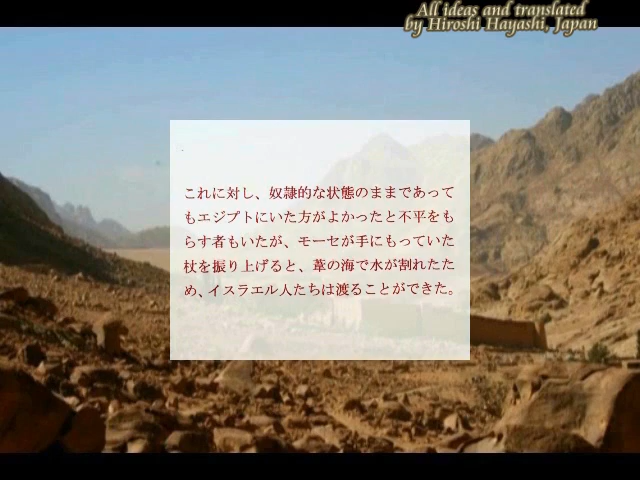 All ideas and translated
by Hiroshi Hayashi, Japan
これに対し、奴隷的な状態のままであって
もエジプトにいた方がよかったと不平をも
らす者もいたが、モーセが手にもっていた
杖を振り上げると、葦の海で水が割れたた
め、イスラエル人たちは渡ることができた。